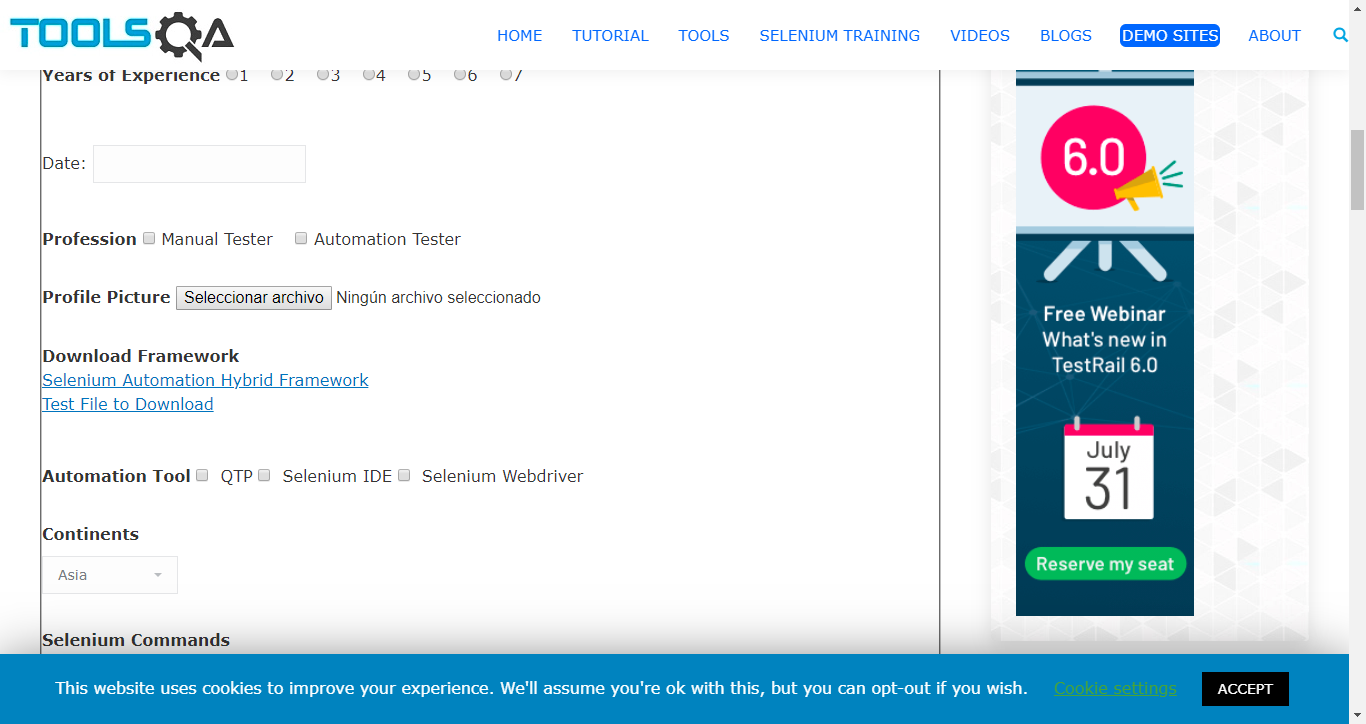 TOOLSQA
HOME TUTORIAL TOOLS SELENIUM TRAINING VIDEOS BLOGS DEMO SITES ABOUT
Years of Experience 1 2 3 4 5 6 7
Date:
Profession Manual Tester Automation Tester
Profile Picture Seleccionar archivo Ningún archivo seleccionado
Download Framework
Selenium Automation Hybrid Framework
Test File to Download
Automation Tool QTP Selenium IDE Selenium Webdriver
Continents
Asia
Selenium Commands
6.0
Free Webinar
What's new in
TestRail 6.0
July
31
Reserve my seat
This website uses cookies to improve your experience. We'll assume you're ok with this, but you can opt-out if you wish. Cookie settings ACCEPT